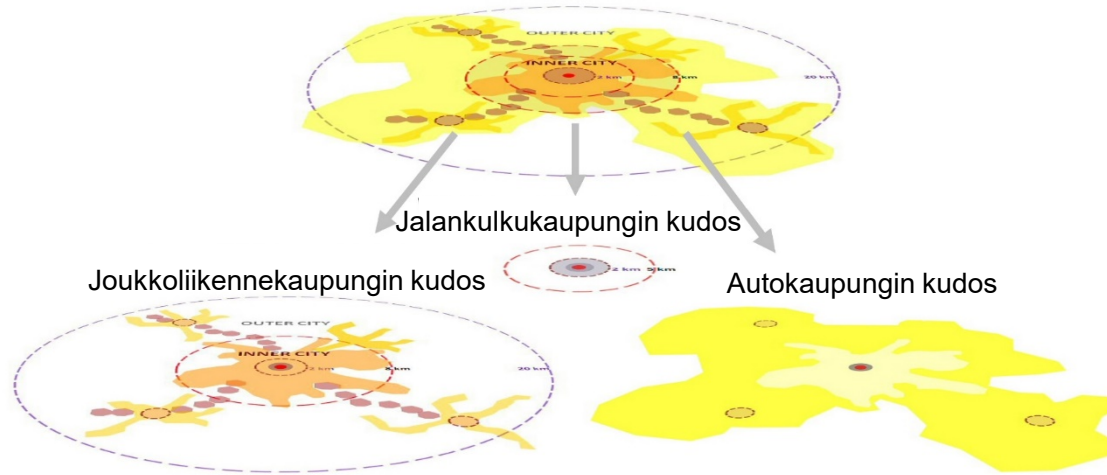 OUTER CITY
INNER CITY
2 km 8 km 20 km
Jalankulkukaupungin kudos
2 km 5 km
Joukkoliikennekaupungin kudos
Autokaupungin kudos
OUTER CITY
INNER CITY
2 km 8 km 20 km